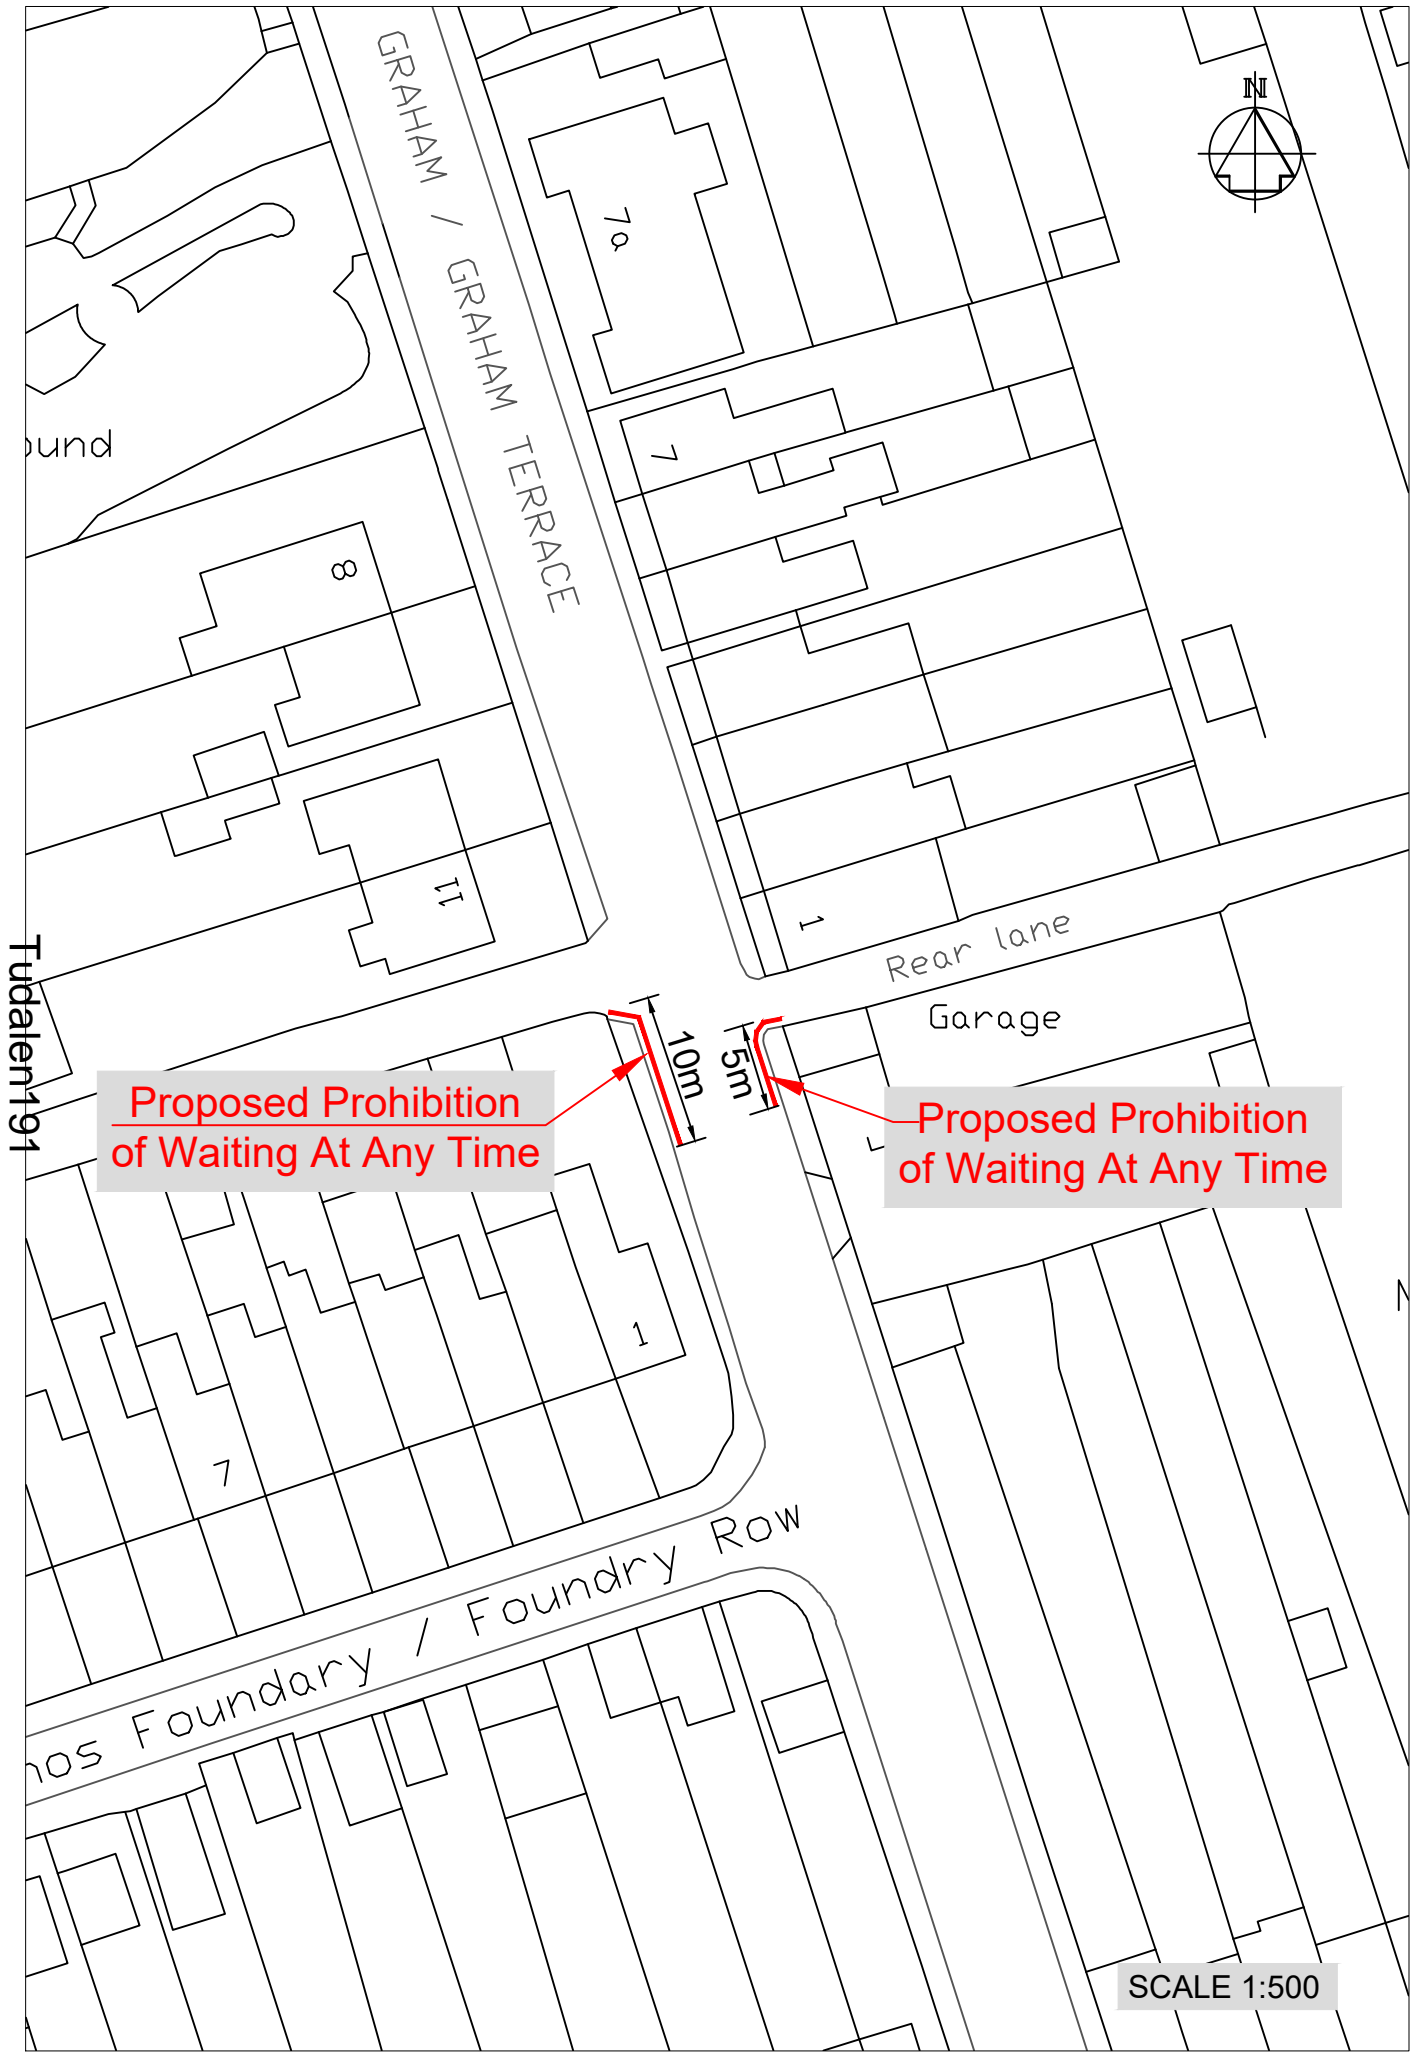 N
GRAHAM / GRAHAM TERRACE
7a
ound
7
8
11
1
Rear lane
Garage
Tudalen191
10m
5m
Proposed Prohibition
of Waiting At Any Time
Proposed Prohibition
of Waiting At Any Time
1
7
nos Foundary / Foundry Row
SCALE 1:500